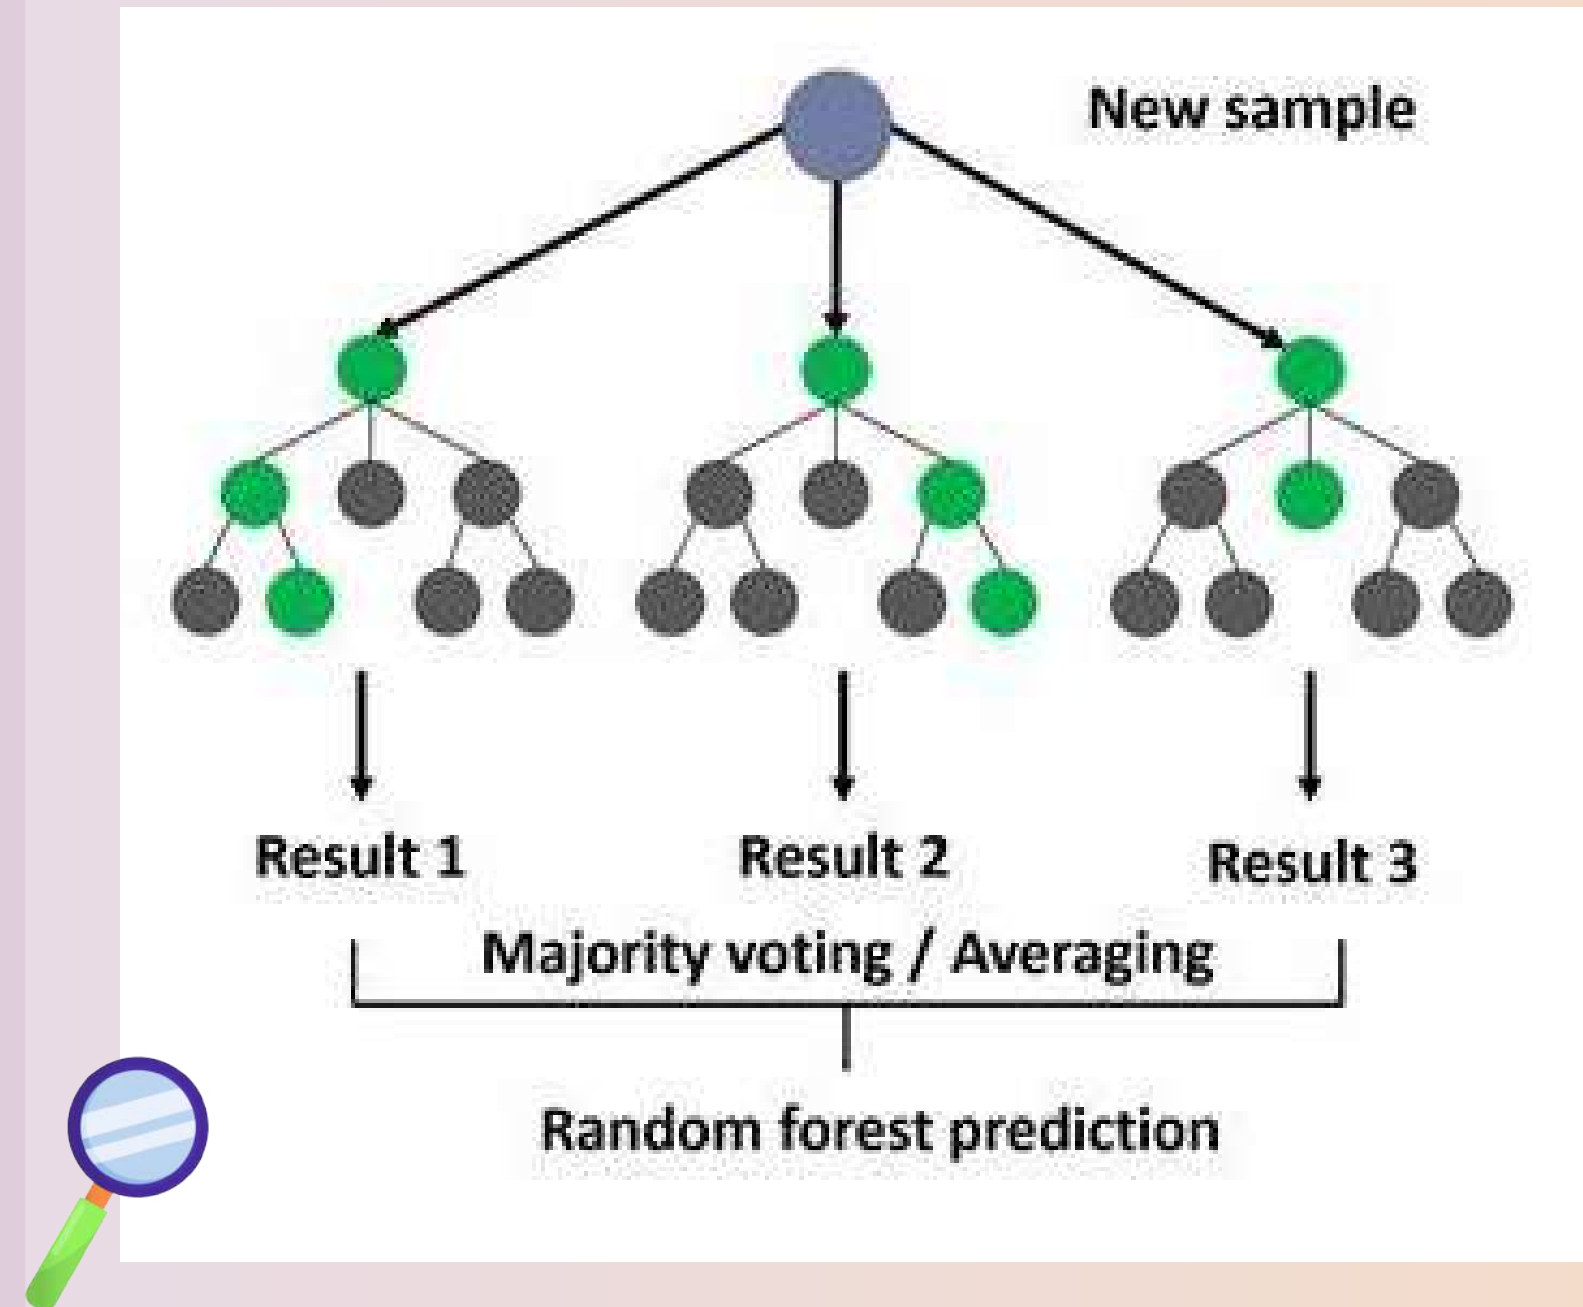 New sample
Result 1
Result 2
Result 3
Majority voting / Averaging
Random forest prediction